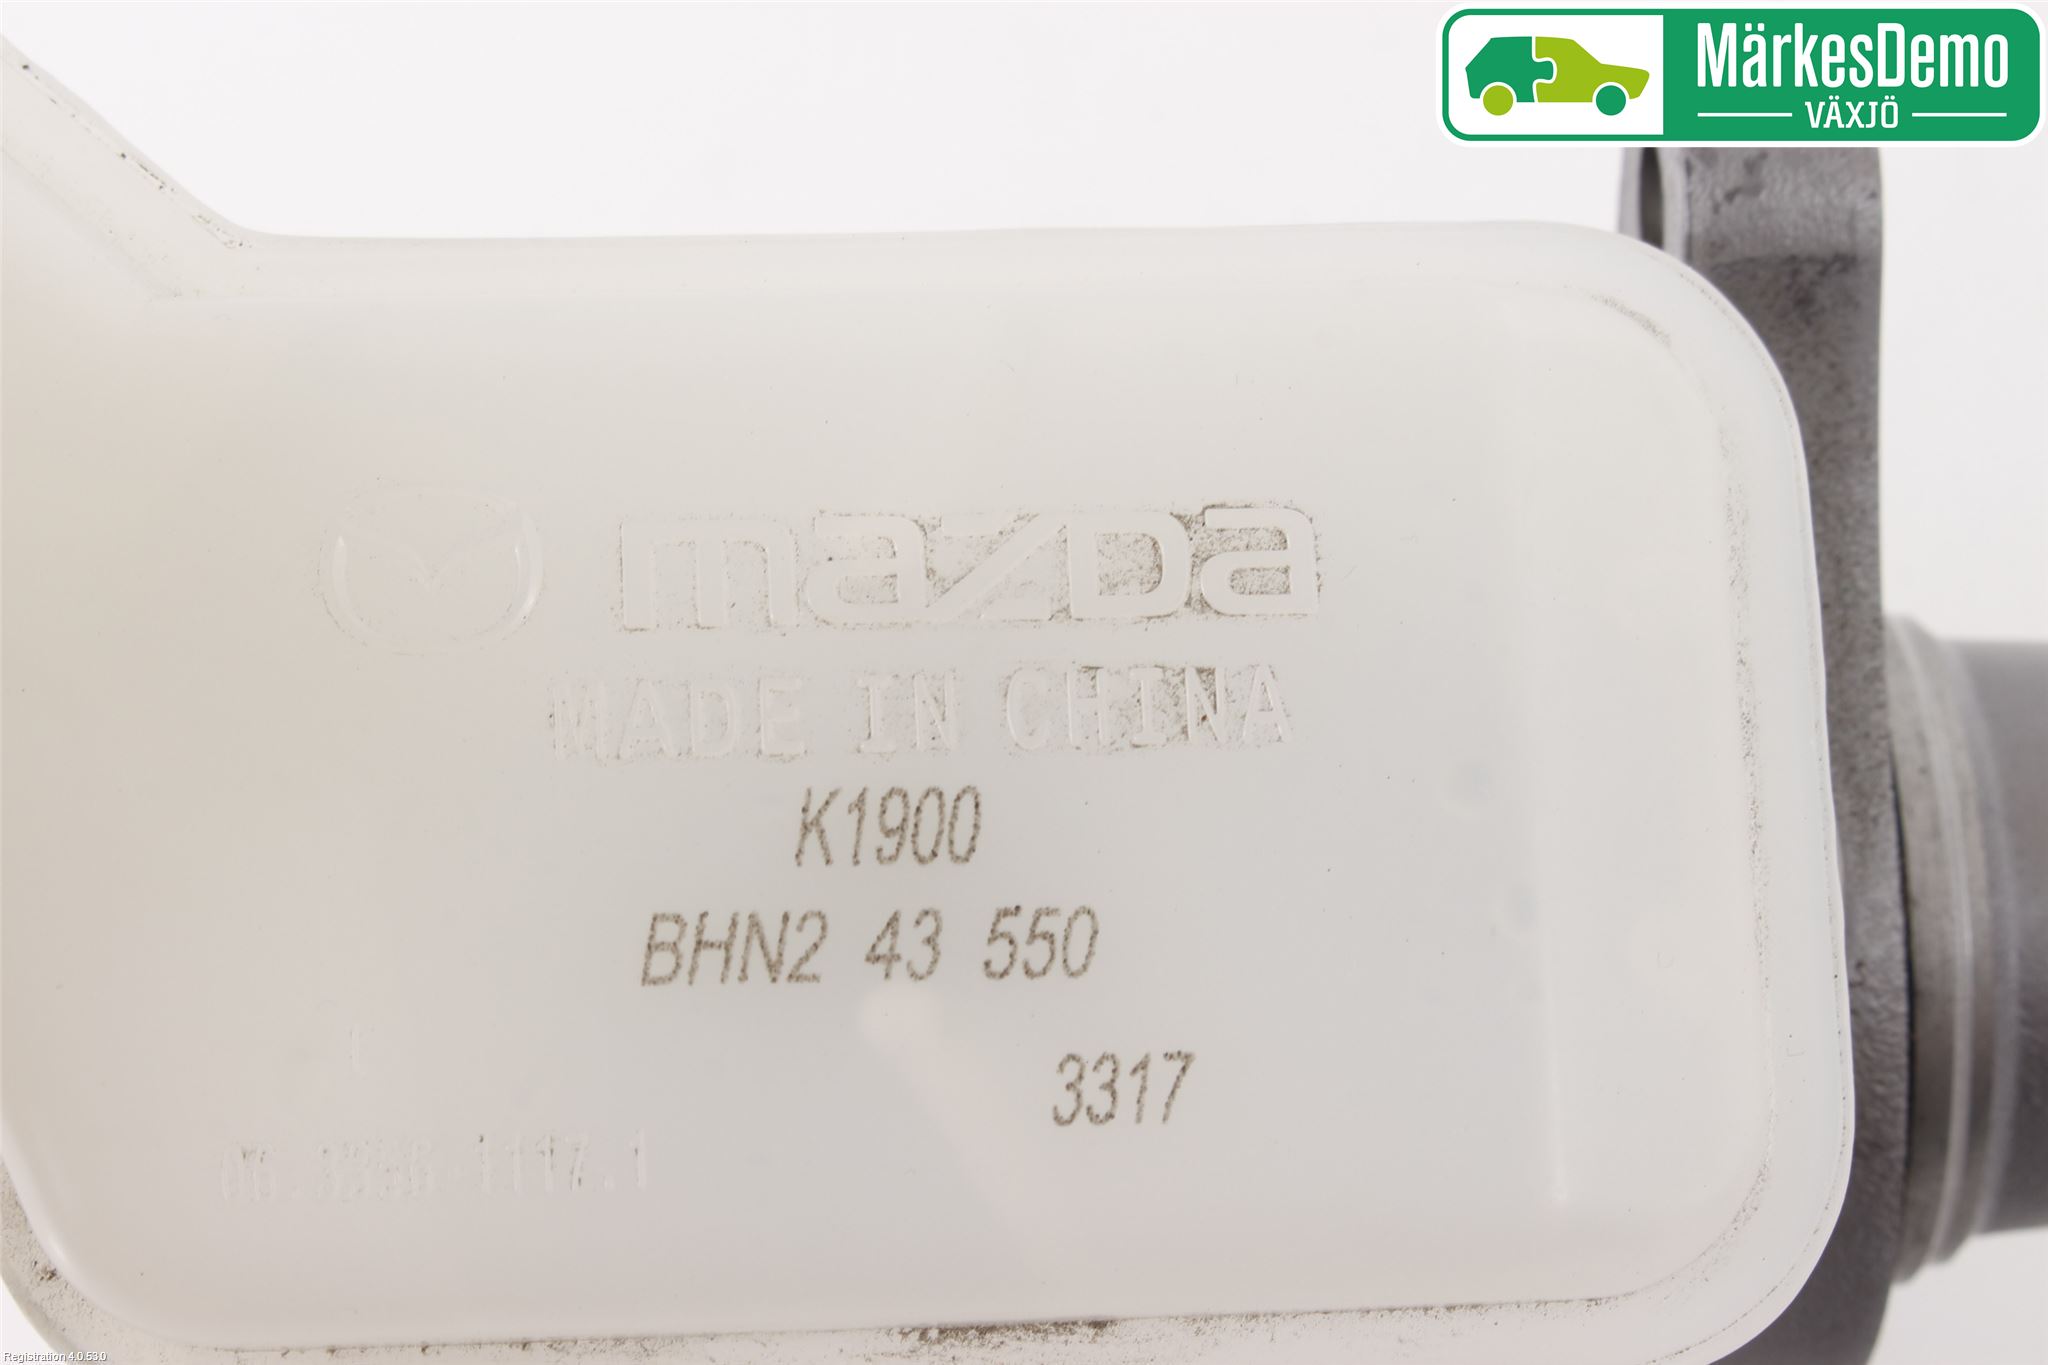 MärkesDemo
VÄXJÖ
mazda
MADE IN CHINA
K1900
BHN2 43 550
3317
Registration 4.0.53.0